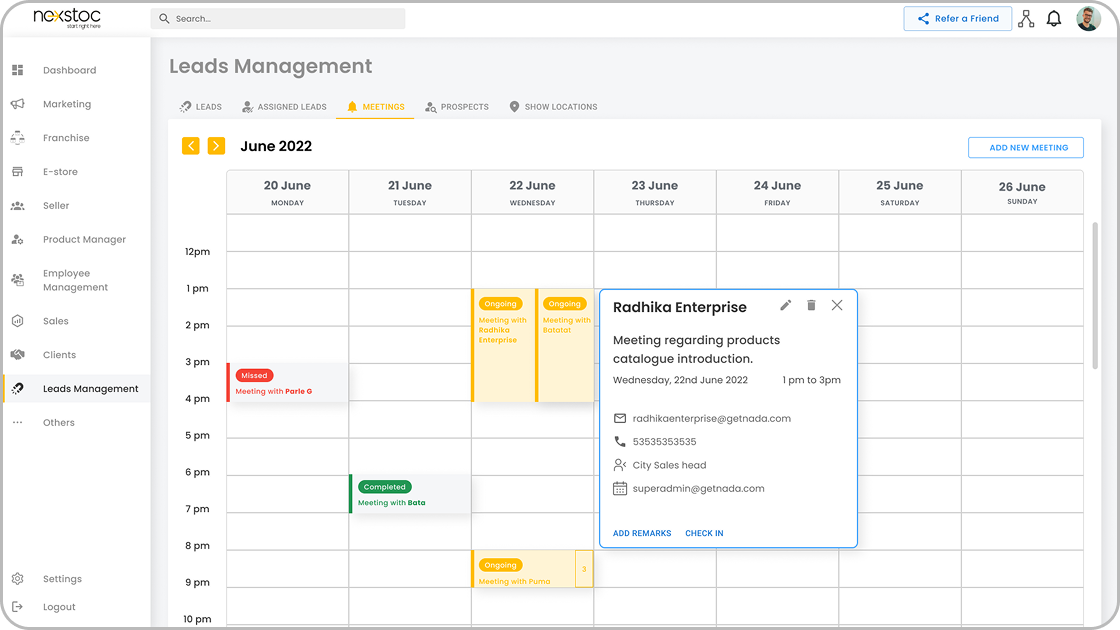 nexstoc
start right here
Search...
Refer a Friend
Dashboard
Marketing
Franchise
E-store
Seller
Product Manager
Employee
Management
Sales
Clients
Leads Management
Others
Settings
Logout
Leads Management
LEADS
ASSIGNED LEADS
MEETINGS
PROSPECTS
SHOW LOCATIONS
June 2022
ADD NEW MEETING
20 June
MONDAY
21 June
TUESDAY
22 June
WEDNESDAY
23 June
THURSDAY
24 June
FRIDAY
25 June
SATURDAY
26 June
SUNDAY
12pm
1 pm
2 pm
3 pm
4 pm
5 pm
6 pm
7 pm
8 pm
9 pm
10 pm
Missed
Meeting with Parle G
Completed
Meeting with Bata
Ongoing
Meeting with
Radhika
Enterprise
Ongoing
Meeting with
Batatat
Ongoing
Meeting with Puma
3
Radhika Enterprise
Meeting regarding products
catalogue introduction.
Wednesday, 22nd June 2022
1 pm to 3pm
radhikaenterprise@getnada.com
53535353535
City Sales head
superadmin@getnada.com
ADD REMARKS
CHECK IN